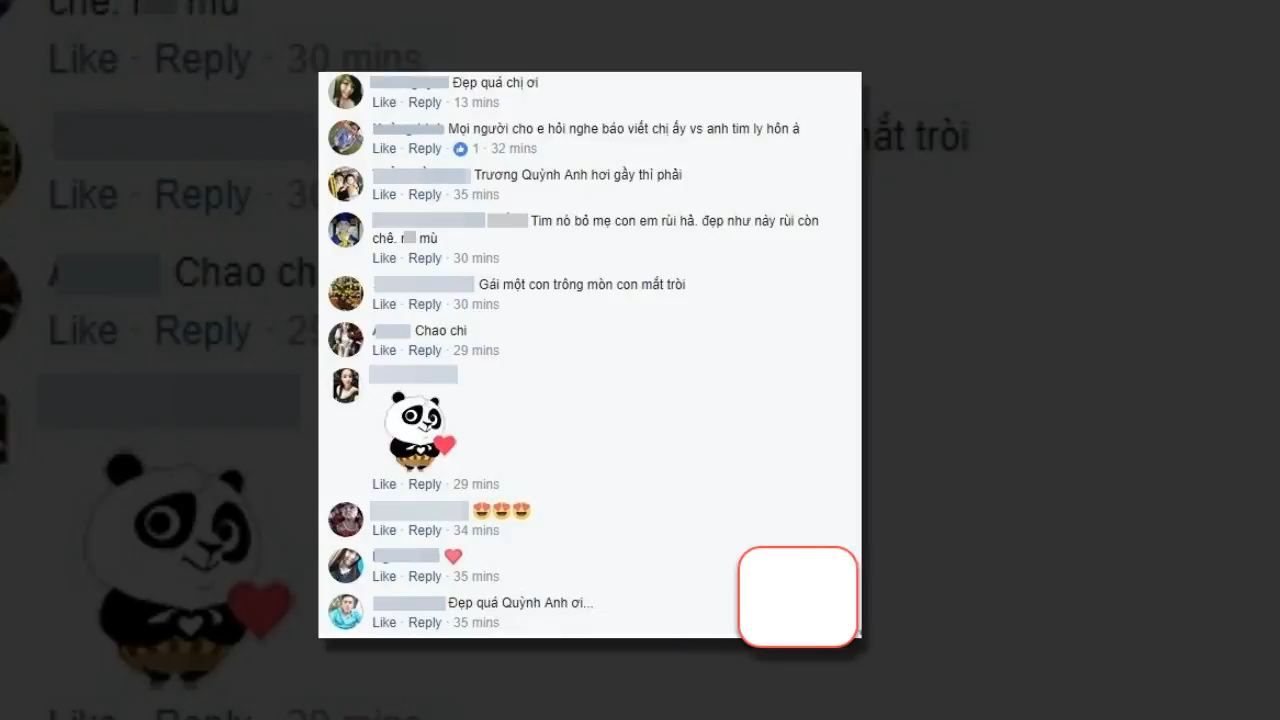 Đẹp quá chị ơi
Like · Reply · 13 mins
Mọi người cho e hỏi nghe báo viết chị ấy vs anh tim ly hôn à
Like · Reply · 1 · 32 mins
Trương Quỳnh Anh hơi gầy thì phải
Like · Reply · 35 mins
Tim nó bỏ mẹ con em rùi hả. đẹp như này rùi còn
chê. mù
Like · Reply · 30 mins
Gái một con trông mòn con mắt tròi
Like · Reply · 30 mins
Chao chi
Like · Reply · 29 mins
Like · Reply · 29 mins
😍😍😍
Like · Reply · 34 mins
❤
Like · Reply · 35 mins
Đẹp quá Quỳnh Anh ơi...
Like · Reply · 35 mins